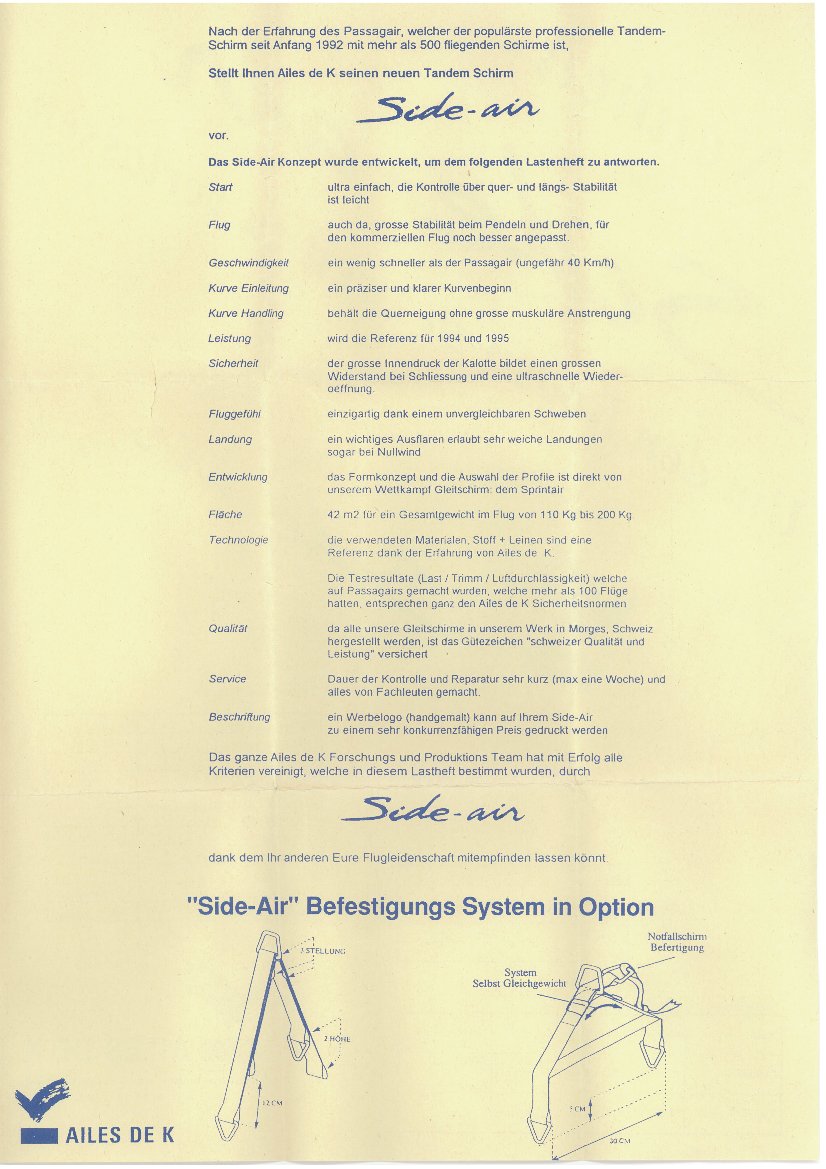 Nach der Erfahrung des Passagair, welcher der populärste professionelle Tandem-
Schirm seit Anfang 1992 mit mehr als 500 fliegenden Schirme ist,
Stellt Ihnen Ailes de K seinen neuen Tandem Schirm
Side-air
vor.
Das Side-Air Konzept wurde entwickelt, um dem folgenden Lastenheft zu antworten.
Start ultra einfach, die Kontrolle über quer- und längs- Stabilität
ist leicht
Flug auch da, grosse Stabilität beim Pendeln und Drehen, für
den kommerziellen Flug noch besser angepasst.
Geschwindigkeit ein wenig schneller als der Passagair (ungefähr 40 Km/h)
Kurve Einleitung ein präziser und klarer Kurvenbeginn
Kurve Handling behält die Querneigung ohne grosse muskuläre Anstrengung
Leistung wird die Referenz für 1994 und 1995
Sicherheit der grosse Innendruck der Kalotte bildet einen grossen
Widerstand bei Schliessung und eine ultraschnelle Wieder-
oeffnung.
Fluggefühl einzigartig dank einem unvergleichbaren Schweben
Landung ein wichtiges Ausflaren erlaubt sehr weiche Landungen
sogar bei Nullwind
Entwicklung das Formkonzept und die Auswahl der Profile ist direkt von
unserem Wettkampf Gleitschirm: dem Sprintair
Fläche 42 m2 für ein Gesamtgewicht im Flug von 110 Kg bis 200 Kg.
Technologie die verwendeten Materialen, Stoff + Leinen sind eine
Referenz dank der Erfahrung von Ailes de K.
Die Testresultate (Last / Trimm / Luftdurchlässigkeit) welche
auf Passagairs gemacht wurden, welche mehr als 100 Flüge
hatten, entsprechen ganz den Ailes de K Sicherheitsnormen
Qualität da alle unsere Gleitschirme in unserem Werk in Morges, Schweiz
hergestellt werden, ist das Gütezeichen "schweizer Qualität und
Leistung" versichert
Service Dauer der Kontrolle und Reparatur sehr kurz (max eine Woche) und
alles von Fachleuten gemacht.
Beschriftung ein Werbelogo (handgemalt) kann auf Ihrem Side-Air
zu einem sehr konkurrenzfähigen Preis gedruckt werden
Das ganze Ailes de K Forschungs und Produktions Team hat mit Erfolg alle
Kriterien vereinigt, welche in diesem Lastheft bestimmt wurden, durch
Side-air
dank dem Ihr anderen Eure Flugleidenschaft mitempfinden lassen könnt.
"Side-Air" Befestigungs System in Option
STELLUNG
2 HÖHE
12 CM
Notfallschirm
Befertigung
System
Selbst Gleichgewicht
CM
CM
AILES DE K